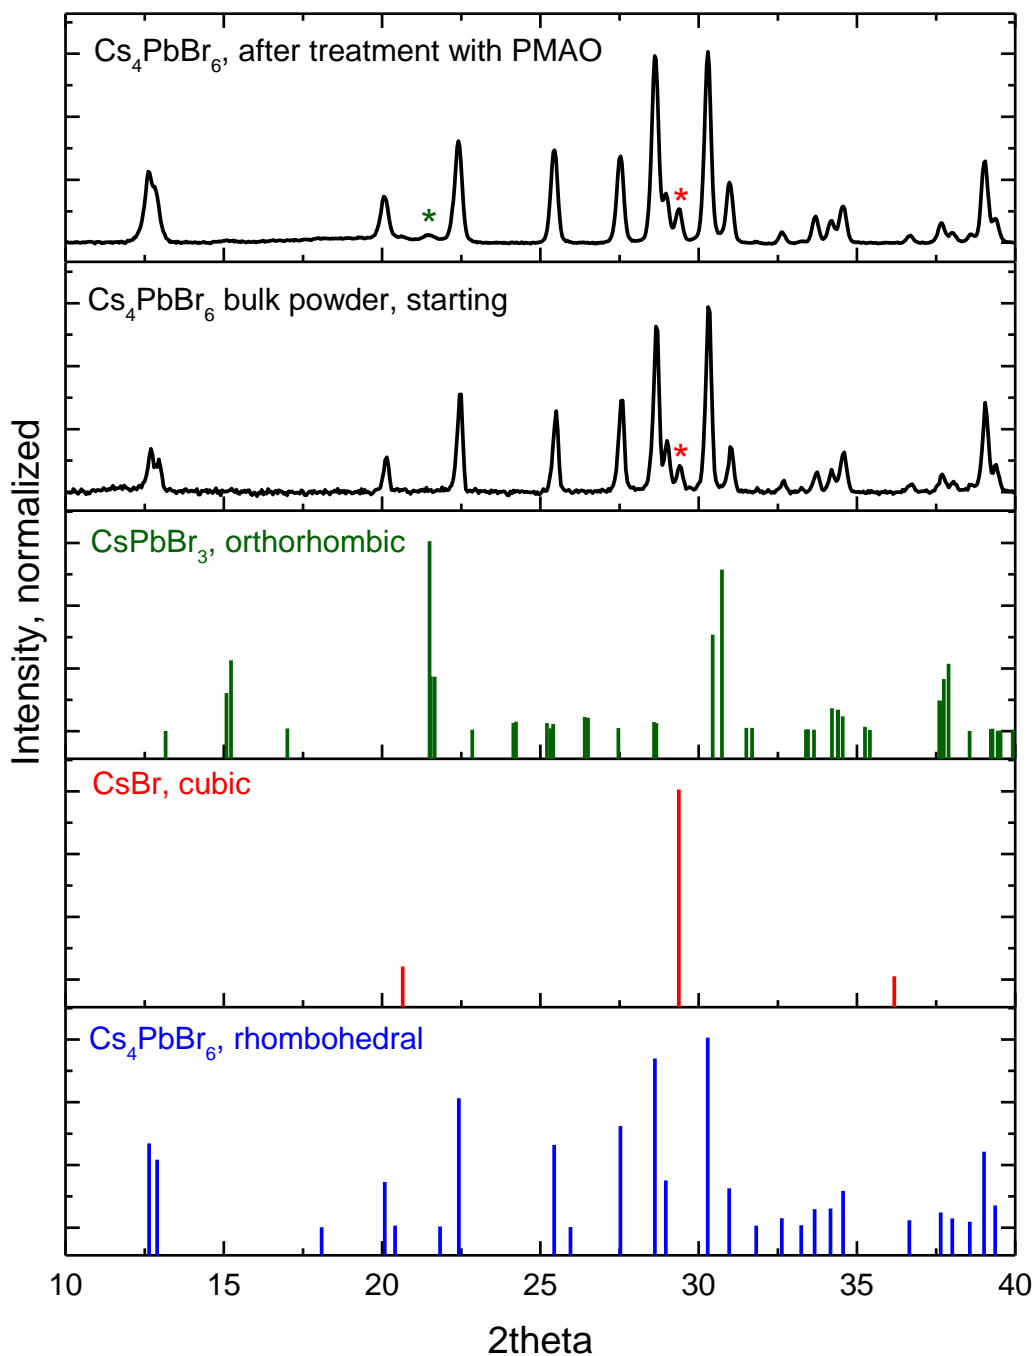 Cs₄PbBr₆, after treatment with PMAO
*
*
Cs₄PbBr₆ bulk powder, starting
*
Intensity, normalized
CsPbBr₃, orthorhombic
CsBr, cubic
Cs₄PbBr₆, rhombohedral
10 15 20 25 30 35 40
2theta